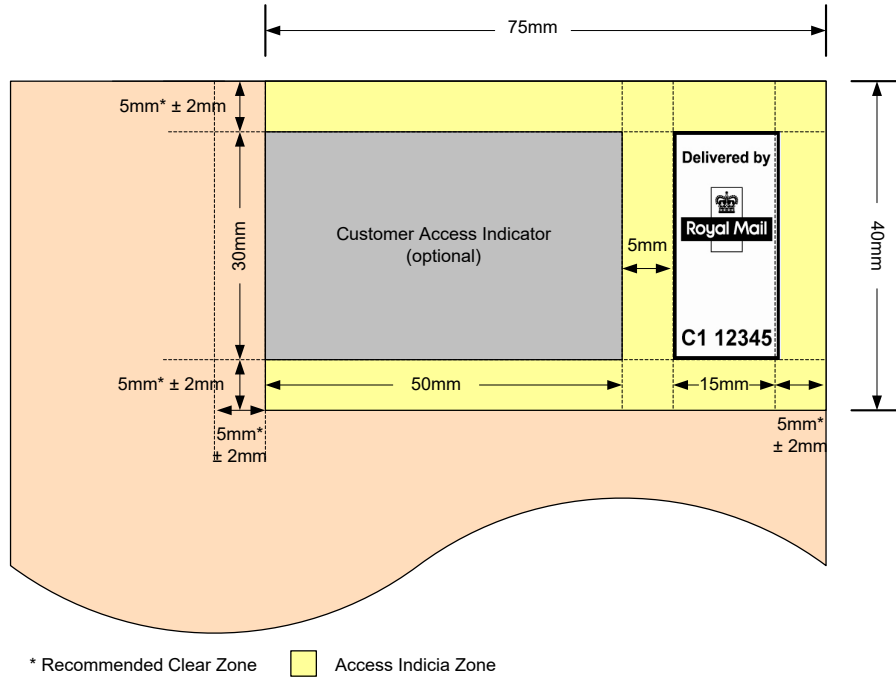 75mm
5mm* ± 2mm
Delivered by
Royal Mail
C1 12345
Customer Access Indicator
(optional)
30mm
5mm
40mm
5mm* ± 2mm
50mm
15mm
5mm*
± 2mm
5mm*
± 2mm
* Recommended Clear Zone
Access Indicia Zone